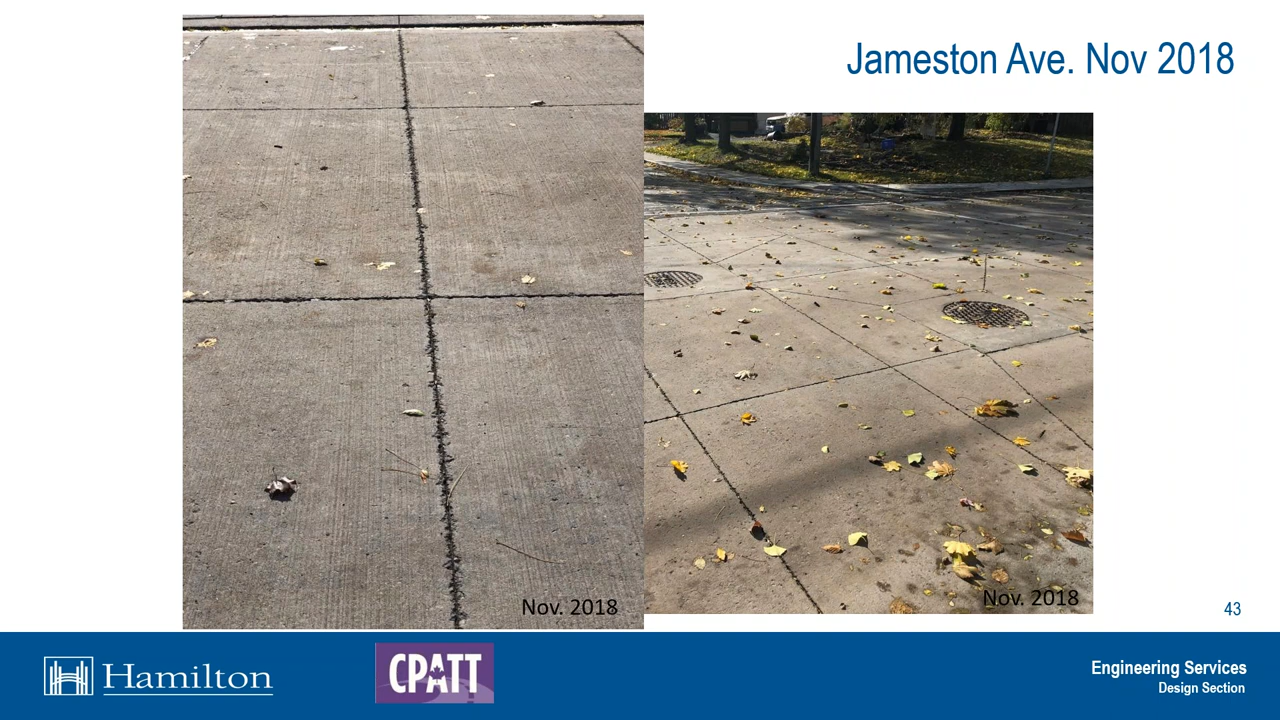 Jameston Ave. Nov 2018
Nov. 2018
Nov. 2018
43
Hamilton
CPATT
Engineering Services
Design Section